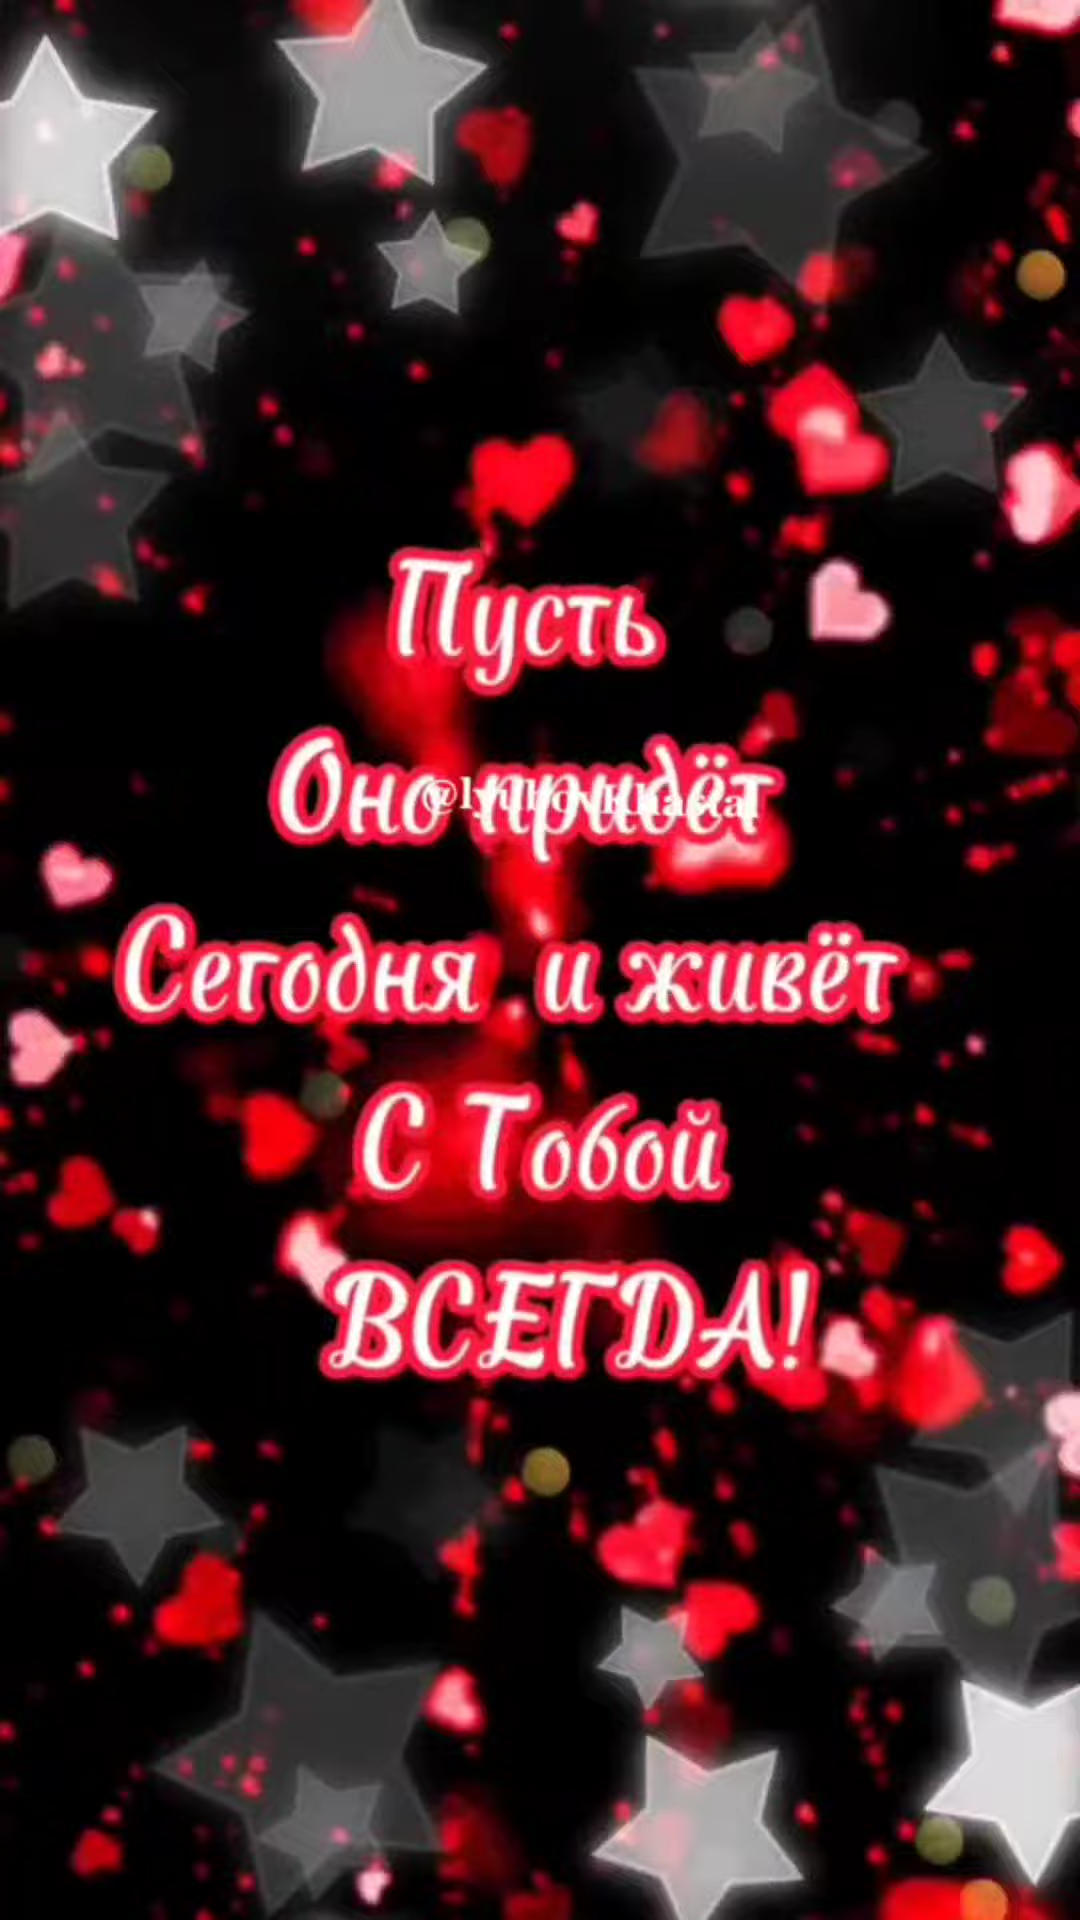 Пусть
Оно придёт
Сегодня и живёт
С Тобой
ВСЕГДА!